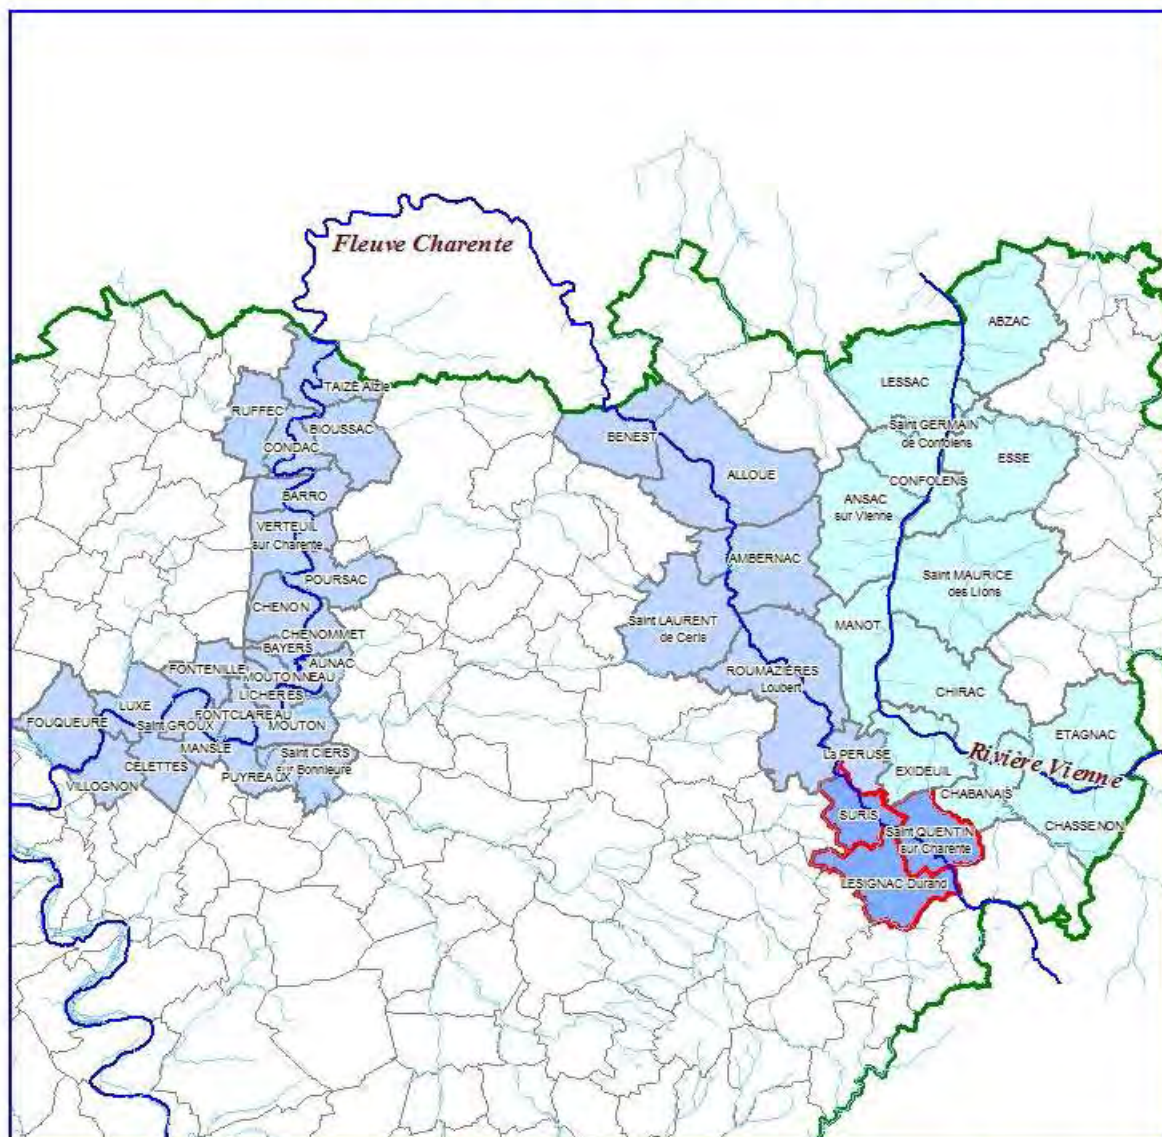 Fleuve Charente
ABZAC
LESSAC
TAIZE Aizie
RUFFEC
BIOUSSAC
Saint GERMAIN
de Confolens
BENEST
CONDAC
ESSE
ALLOUE
CONFOLENS
BARRO
ANSAC
sur Vienne
VERTEUIL
sur Charente
AMBERNAC
POURSAC
Saint MAURICE
des Lions
CHENON
Saint LAURENT
de Ceris
MANOT
CHENOMMET
BAYERS
AUNAC
FONTENILLE
MOUTONNEAU
ROUMAZIÈRES
Loubert
LICHERES
CHIRAC
LUXE
FONTCLAIREAU
FOUQUEURE
Saint GROUX
MOUTON
ETAGNAC
MANSLE
Saint CIERS
sur Bonnieure
La PERUSE
Rivière Vienne
CELETTES
EXIDEUIL
PUYREAUX
VILLOGNON
CHABANAIS
SURIS
CHASSENON
Saint QUENTIN
sur Charente
LESIGNAC Durand